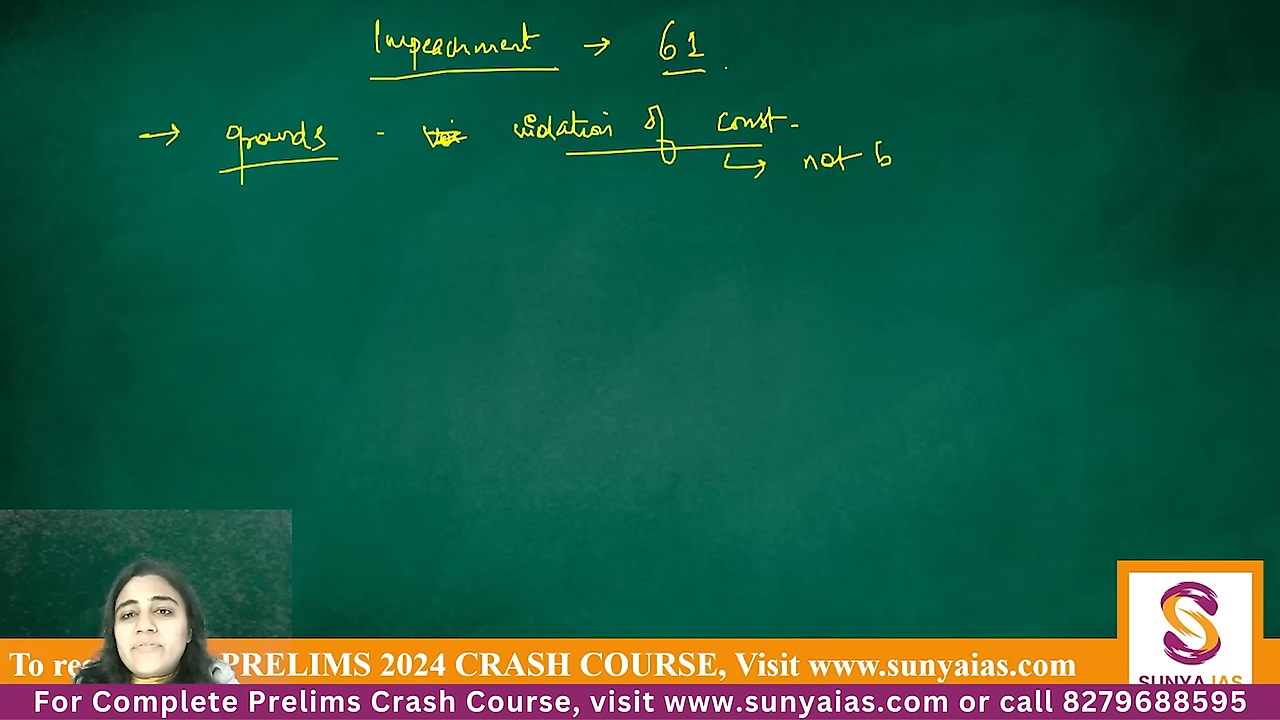 Impeachment → 61
→ grounds - violation of const.
↳ not b
To re PRELIMS 2024 CRASH COURSE, Visit www.sunyaias.com
SUNYA IAS
For Complete Prelims Crash Course, visit www.sunyaias.com or call 8279688595